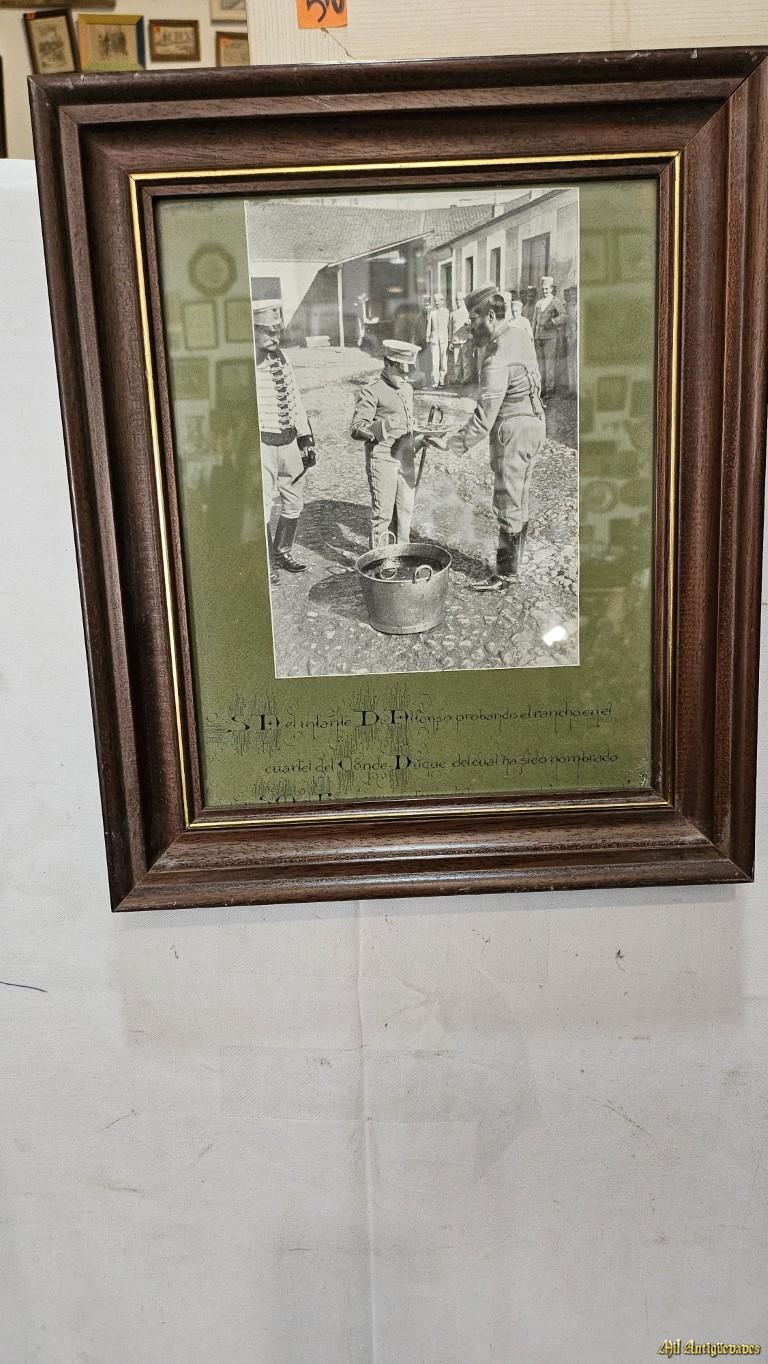 50
S A el infante D. Alfonso probando el rancho en el
cuartel del Conde-Duque del cual ha sido nombrado
Mil Antigüedades